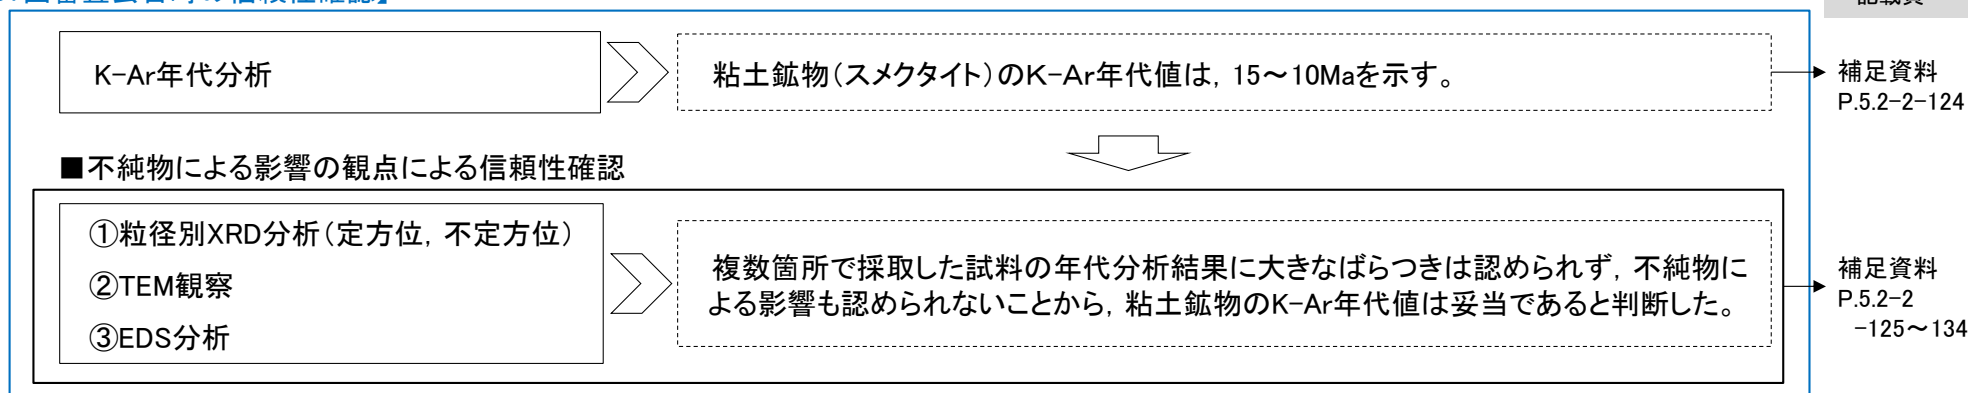 K-Ar年代分析
粘土鉱物(スメクタイト)のK-Ar年代値は, 15～10Maを示す。
補足資料
P.5.2-2-124
■不純物による影響の観点による信頼性確認
①粒径別XRD分析(定方位, 不定方位)
②TEM観察
③EDS分析
複数箇所で採取した試料の年代分析結果に大きなばらつきは認められず, 不純物に
よる影響も認められないことから, 粘土鉱物のK-Ar年代値は妥当であると判断した。
補足資料
P.5.2-2
-125～134